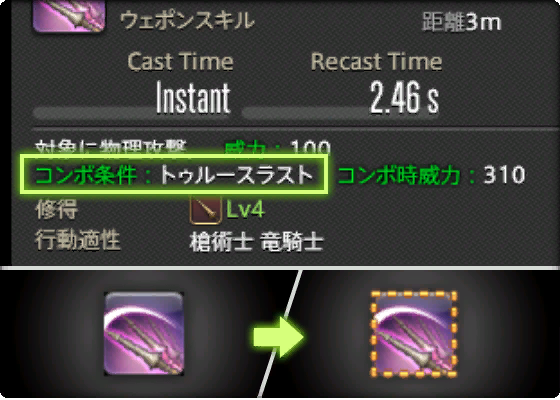 ウェポンスキル 距離3m
Cast Time Recast Time
Instant 2.46 s
対象に物理攻撃 威力：100
コンボ条件：トゥルースラスト コンボ時威力：310
修得 Lv4
行動適性 槍術士 竜騎士